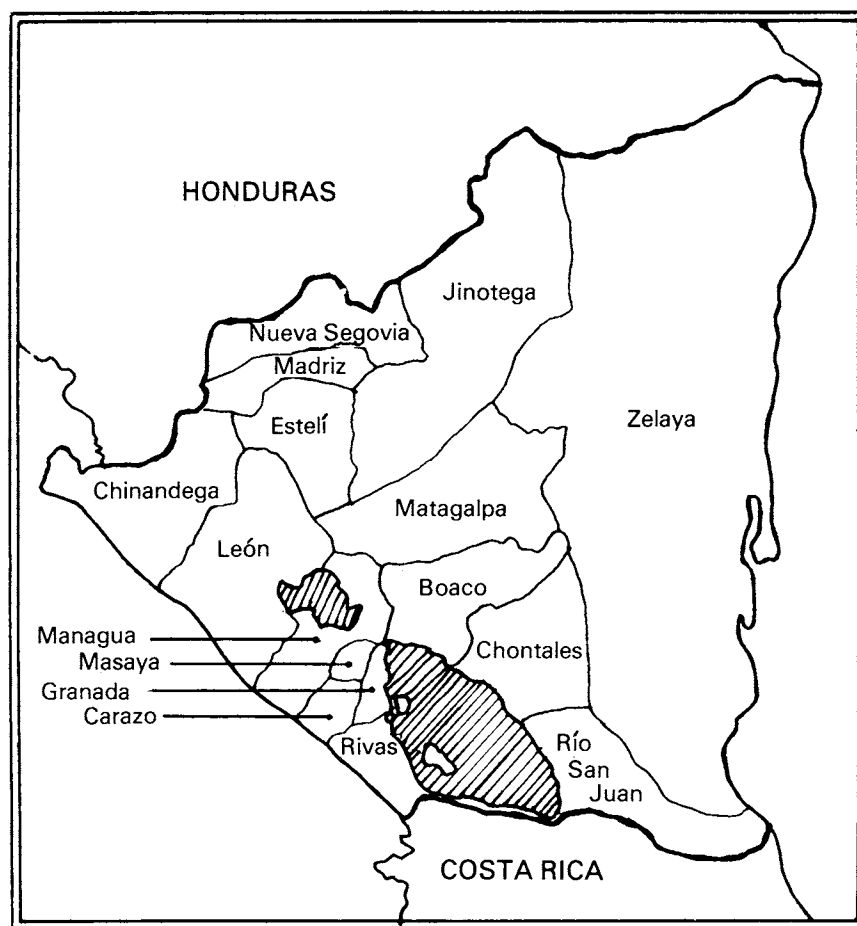 HONDURAS
Jinotega
Nueva Segovia
Madriz
Estelí
Zelaya
Chinandega
Matagalpa
León
Boaco
Managua
Masaya
Chontales
Granada
Carazo
Rivas
Río
San
Juan
COSTA RICA